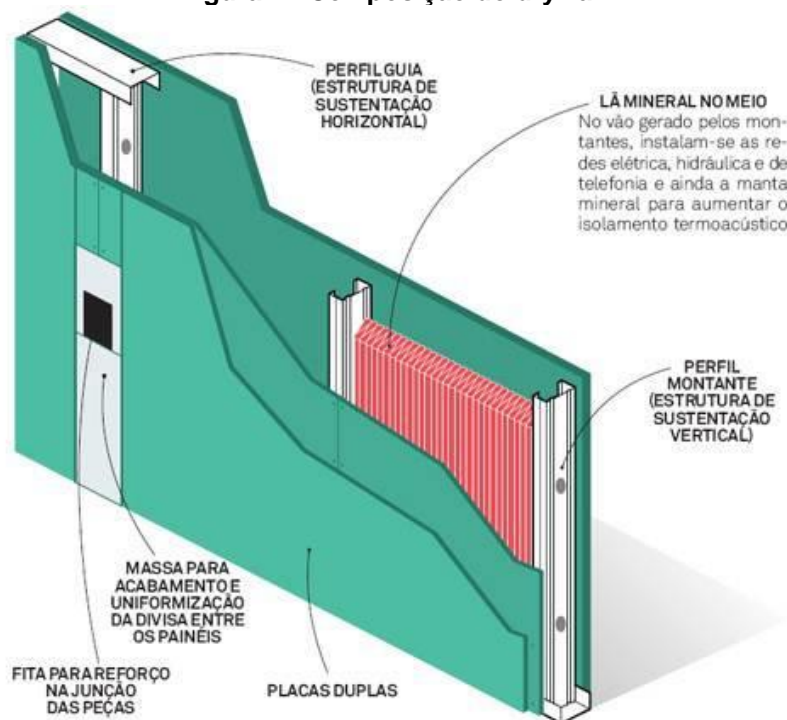 PERFIL GUIA
(ESTRUTURA DE
SUSTENTAÇÃO
HORIZONTAL)
LÃ MINERAL NO MEIO
No vão gerado pelos mon-
tantes, instalam-se as re-
des elétrica, hidráulica e de
telefonia e ainda a manta
mineral para aumentar o
isolamento termoacústico
PERFIL
MONTANTE
(ESTRUTURA DE
SUSTENTAÇÃO
VERTICAL)
MASSA PARA
ACABAMENTO E
UNIFORMIZAÇÃO
DA DIVISA ENTRE
OS PAINÉIS
FITA PARA REFORÇO
NA JUNÇÃO
DAS PEÇAS
PLACAS DUPLAS